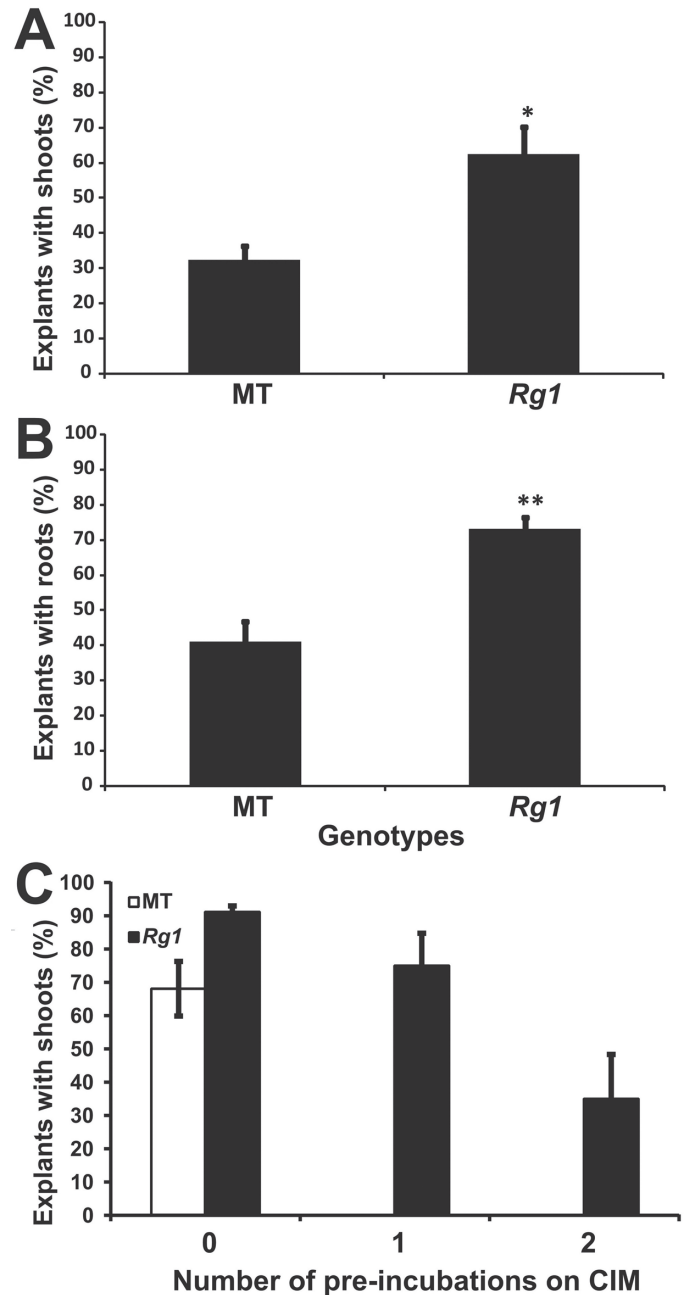 A
Explants with shoots (%)
100
90
80
70
60
50
40
30
20
10
0
*
MT Rg1
B
Explants with roots (%)
100
90
80
70
60
50
40
30
20
10
0
**
MT Rg1
Genotypes
C
Explants with shoots (%)
100
90
80
70
60
50
40
30
20
10
0
MT
Rg1
0 1 2
Number of pre-incubations on CIM